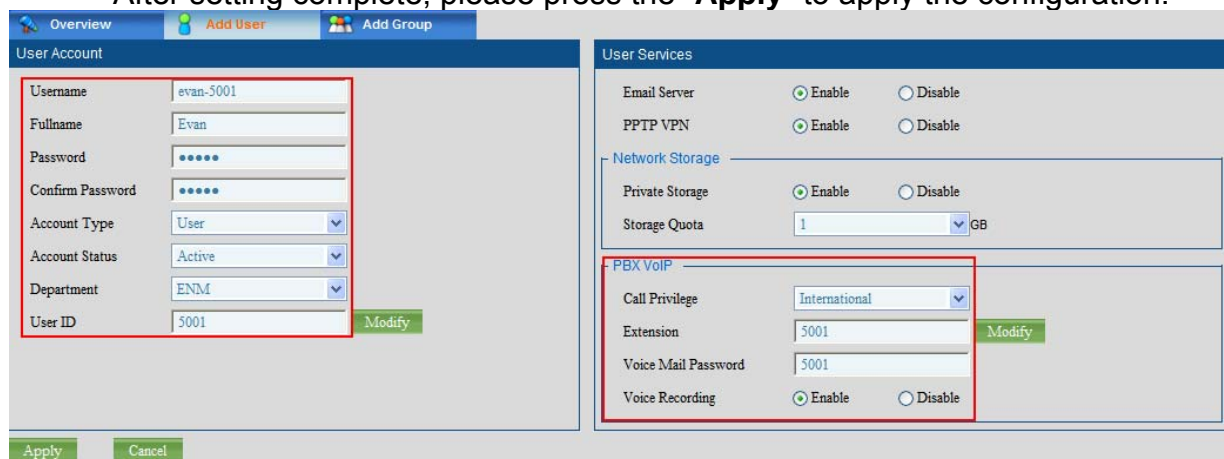 After setting complete, please press the "Apply" to apply the configuration.
Overview Add User Add Group
User Account
Username evan-5001
Fullname Evan
Password •••••
Confirm Password •••••
Account Type User
Account Status Active
Department ENM
User ID 5001 Modify
User Services
Email Server Enable Disable
PPTP VPN Enable Disable
Network Storage
Private Storage Enable Disable
Storage Quota 1 GB
PBX VoIP
Call Privilege International
Extension 5001 Modify
Voice Mail Password 5001
Voice Recording Enable Disable
Apply Cancel